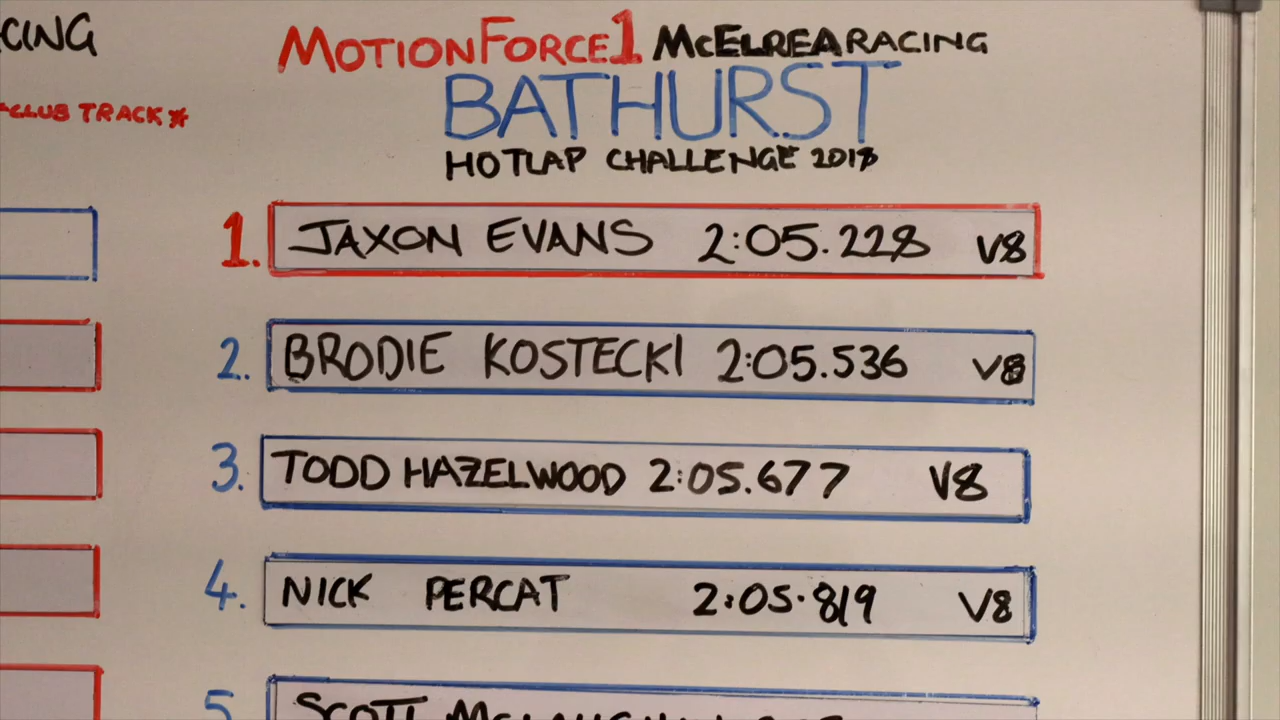 CING
CLUB TRACK*
MOTIONFORCE1 MCELREA RACING
BATHURST
HOTLAP CHALLENGE 2018
1. JAXON EVANS 2:05.228 V8
2. BRODIE KOSTECKI 2:05.536 V8
3. TODD HAZELWOOD 2:05.677 V8
4. NICK PERCAT 2:05.819 V8
5 SCOTT